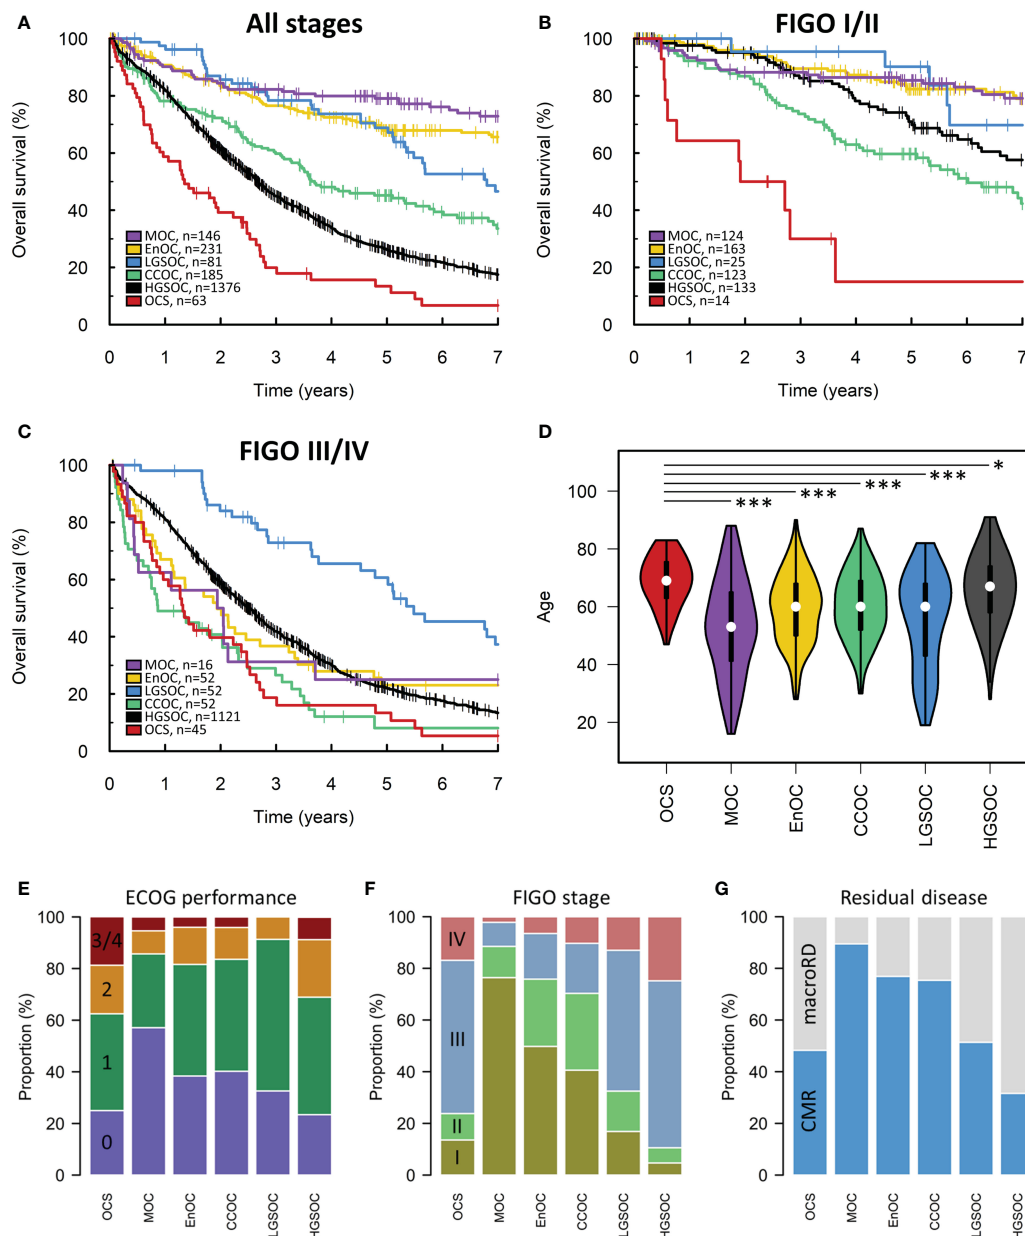 A
All stages
Overall survival (%)
100
80
60
40
20
0
MOC, n=146
EnOC, n=231
LGSOC, n=81
CCOC, n=185
HGSOC, n=1376
OCS, n=63
0 1 2 3 4 5 6 7
Time (years)
B
FIGO I/II
Overall survival (%)
100
80
60
40
20
0
MOC, n=124
EnOC, n=163
LGSOC, n=25
CCOC, n=123
HGSOC, n=133
OCS, n=14
0 1 2 3 4 5 6 7
Time (years)
C
FIGO III/IV
Overall survival (%)
100
80
60
40
20
0
MOC, n=16
EnOC, n=52
LGSOC, n=52
CCOC, n=52
HGSOC, n=1121
OCS, n=45
0 1 2 3 4 5 6 7
Time (years)
D
Age
100
80
60
40
20
*
***
***
***
***
OCS
MOC
EnOC
CCOC
LGSOC
HGSOC
E
ECOG performance
Proportion (%)
100
80
60
40
20
0
3/4
2
1
0
OCS
MOC
EnOC
CCOC
LGSOC
HGSOC
F
FIGO stage
Proportion (%)
100
80
60
40
20
0
IV
III
II
I
OCS
MOC
EnOC
CCOC
LGSOC
HGSOC
G
Residual disease
Proportion (%)
100
80
60
40
20
0
macroRD
CMR
OCS
MOC
EnOC
CCOC
LGSOC
HGSOC